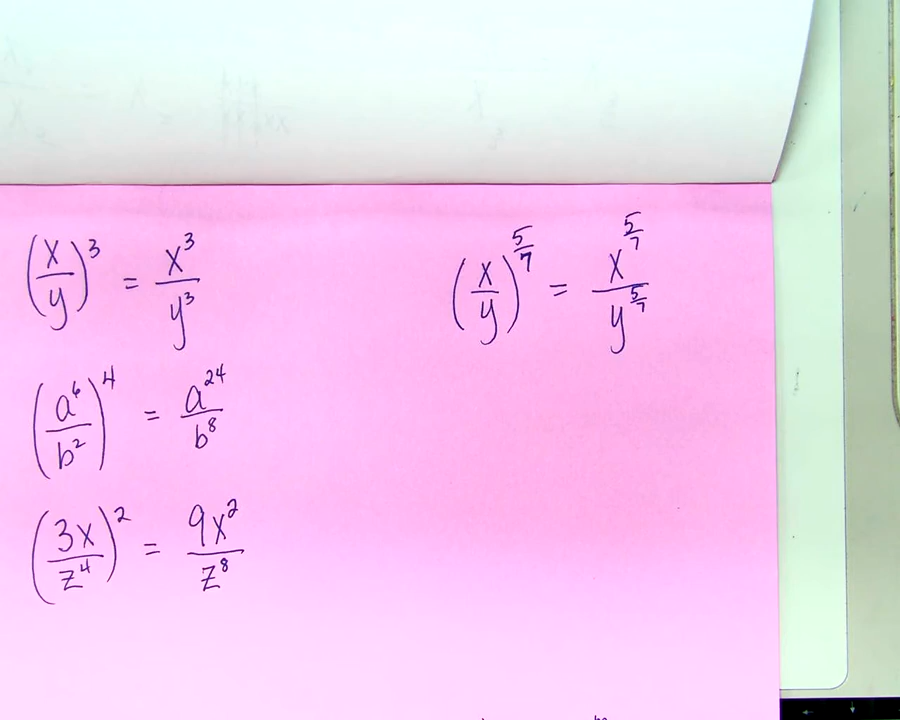 (x/y)^3 = x^3/y^3
(x/y)^(5/7) = x^(5/7)/y^(5/7)
(a^6/b^2)^4 = a^24/b^8
(3x/z^4)^2 = 9x^2/z^8